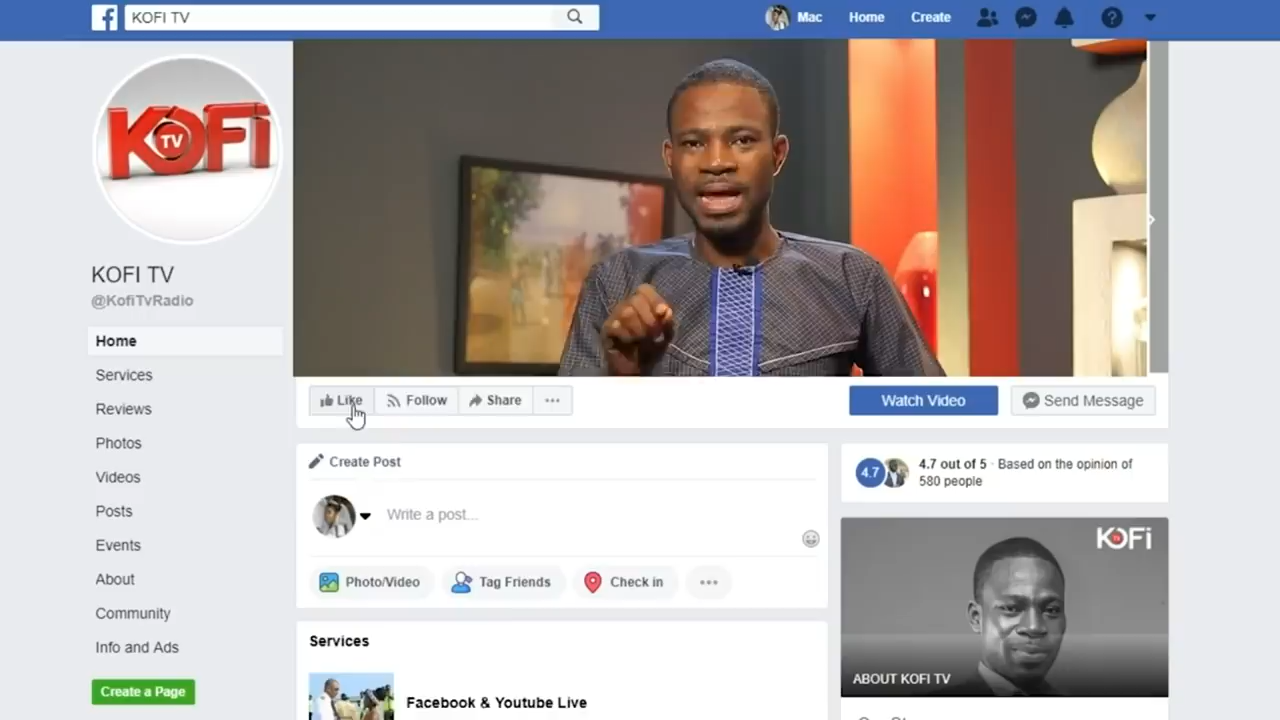 KOFI TV
Mac
Home
Create
KOFi
TV
KOFI TV
@KofiTvRadio
Home
Services
Reviews
Photos
Videos
Posts
Events
About
Community
Info and Ads
Create a Page
Like
Follow
Share
Watch Video
Send Message
Create Post
Write a post...
Photo/Video
Tag Friends
Check in
Services
Facebook & Youtube Live
4.7
4.7 out of 5 · Based on the opinion of
580 people
KOFi
ABOUT KOFI TV